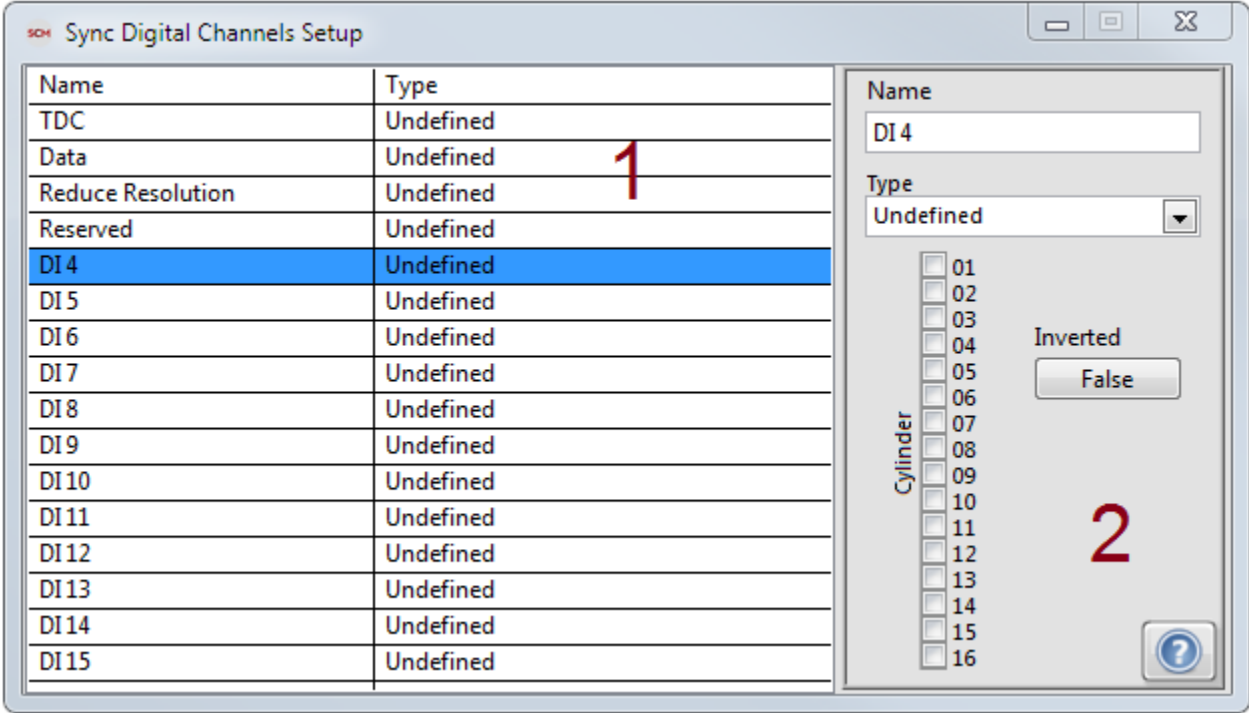 SCM Sync Digital Channels Setup
Name Type
TDC Undefined
Data Undefined
1
Reduce Resolution Undefined
Reserved Undefined
DI 4 Undefined
DI 5 Undefined
DI 6 Undefined
DI 7 Undefined
DI 8 Undefined
DI 9 Undefined
DI 10 Undefined
DI 11 Undefined
DI 12 Undefined
DI 13 Undefined
DI 14 Undefined
DI 15 Undefined
Name
DI 4
Type
Undefined
Cylinder
01
02
03
04
05
06
07
08
09
10
11
12
13
14
15
16
Inverted
False
2
?